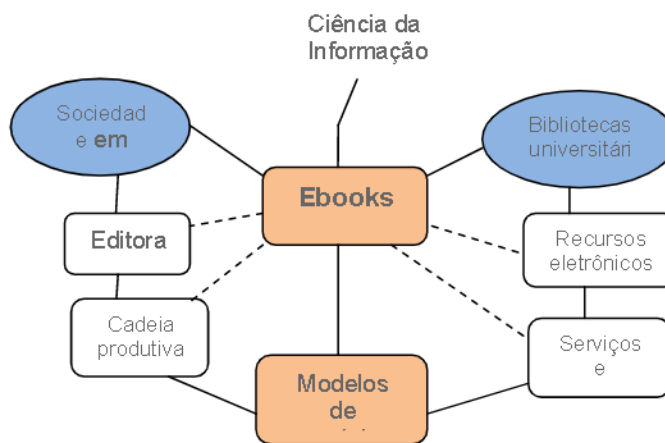 Ciência da
Informação
Sociedad
e em
Bibliotecas
universitári
Ebooks
Editora
Recursos
eletrônicos
Cadeia
produtiva
Serviços
e
Modelos
de